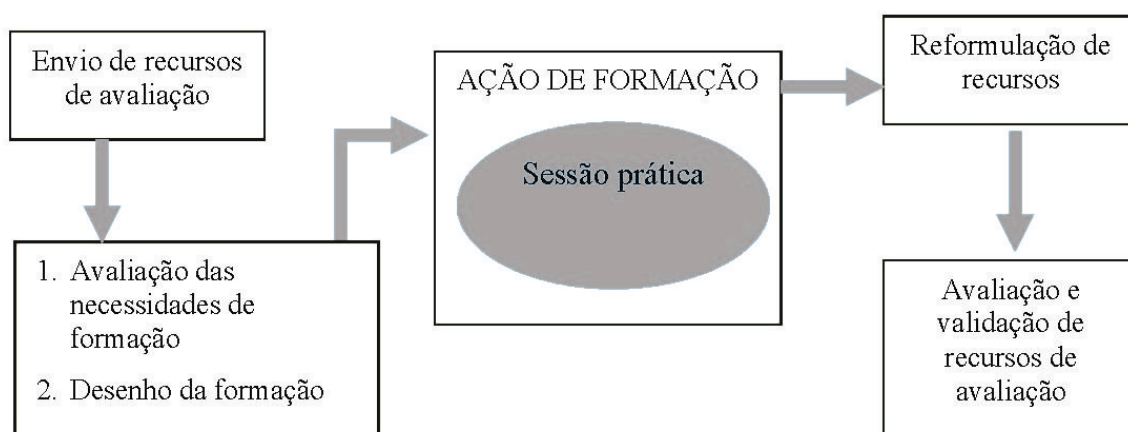 Envio de recursos
de avaliação
1. Avaliação das
necessidades de
formação
2. Desenho da formação
AÇÃO DE FORMAÇÃO
Sessão prática
Reformulação de
recursos
Avaliação e
validação de
recursos de
avaliação